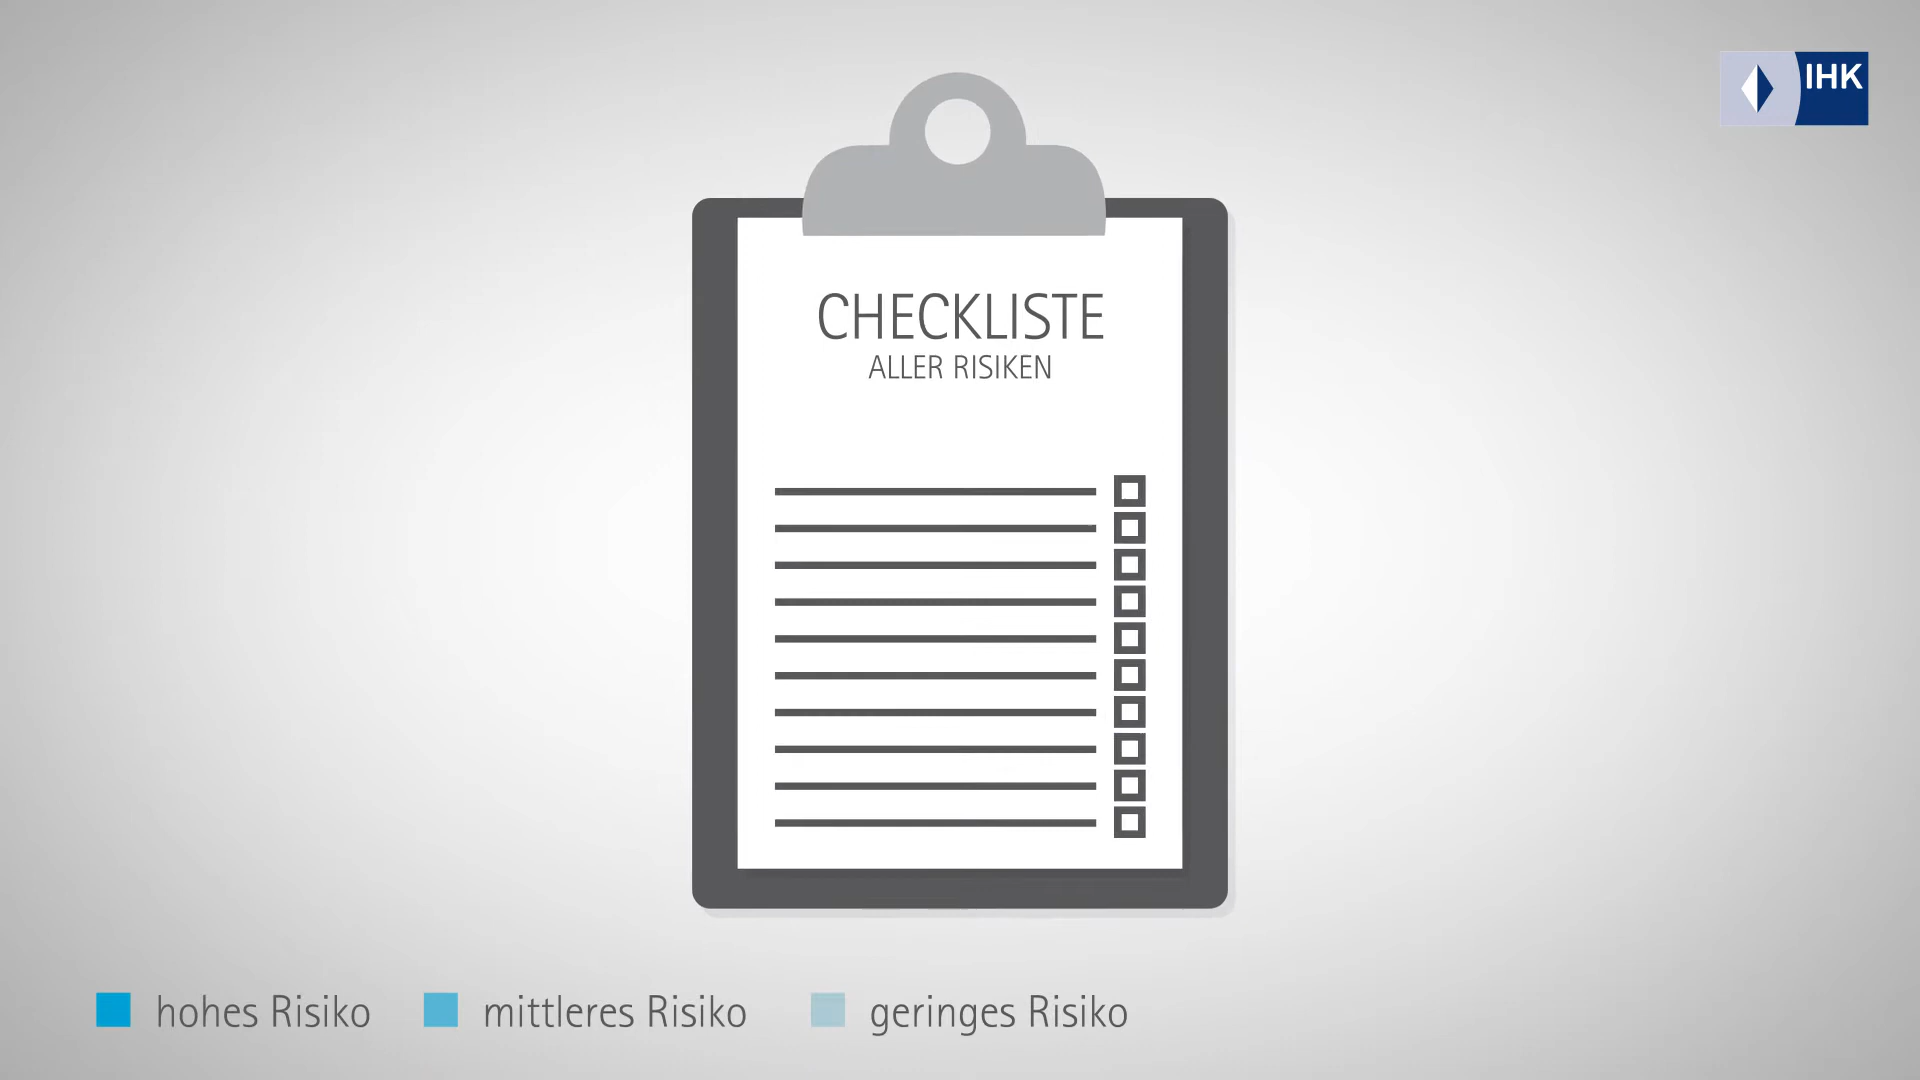 IHK
CHECKLISTE
ALLER RISIKEN
hohes Risiko
mittleres Risiko
geringes Risiko